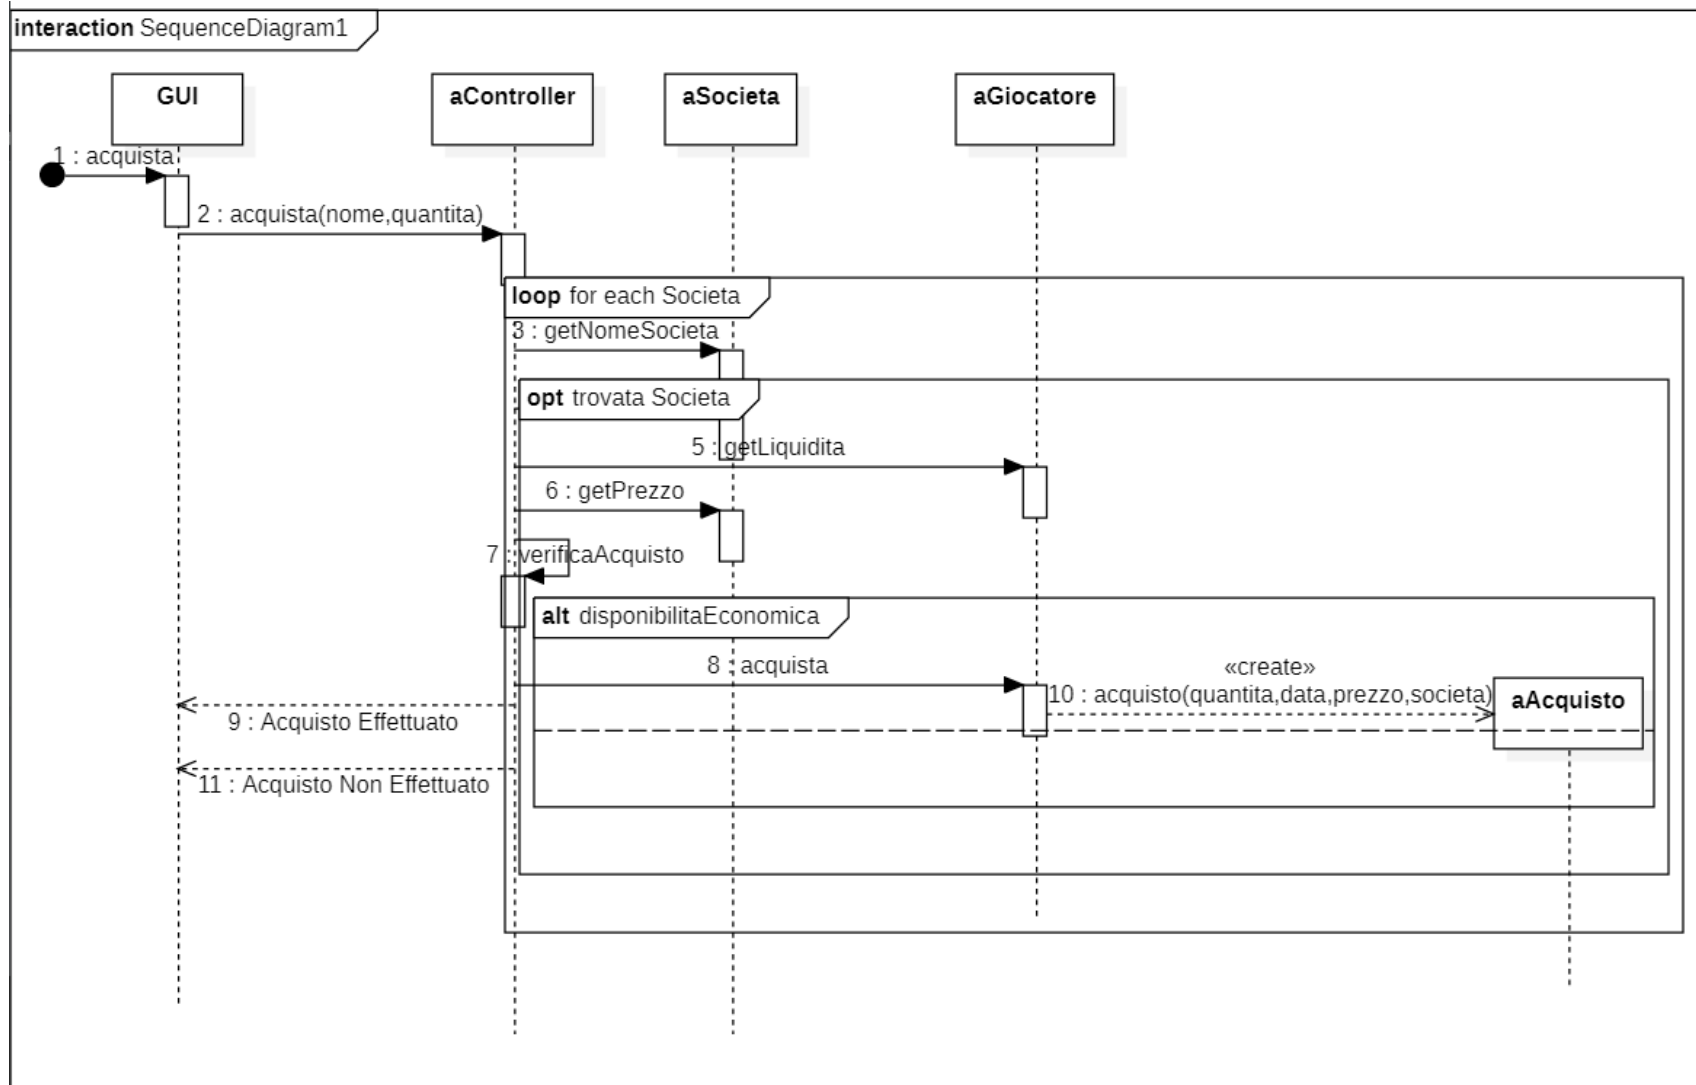 interaction SequenceDiagram1
GUI
aController
aSocieta
aGiocatore
1 : acquista
2 : acquista(nome,quantita)
loop for each Societa
3 : getNomeSocieta
opt trovata Societa
5 : getLiquidita
6 : getPrezzo
7 : verificaAcquisto
alt disponibilitaEconomica
8 : acquista
«create»
10 : acquisto(quantita,data,prezzo,societa)
aAcquisto
9 : Acquisto Effettuato
11 : Acquisto Non Effettuato